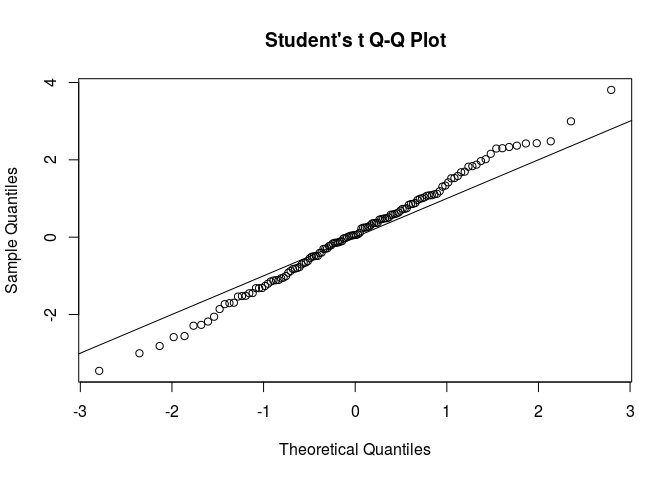 Student's t Q-Q Plot
Sample Quantiles
4
2
0
-2
-3 -2 -1 0 1 2 3
Theoretical Quantiles